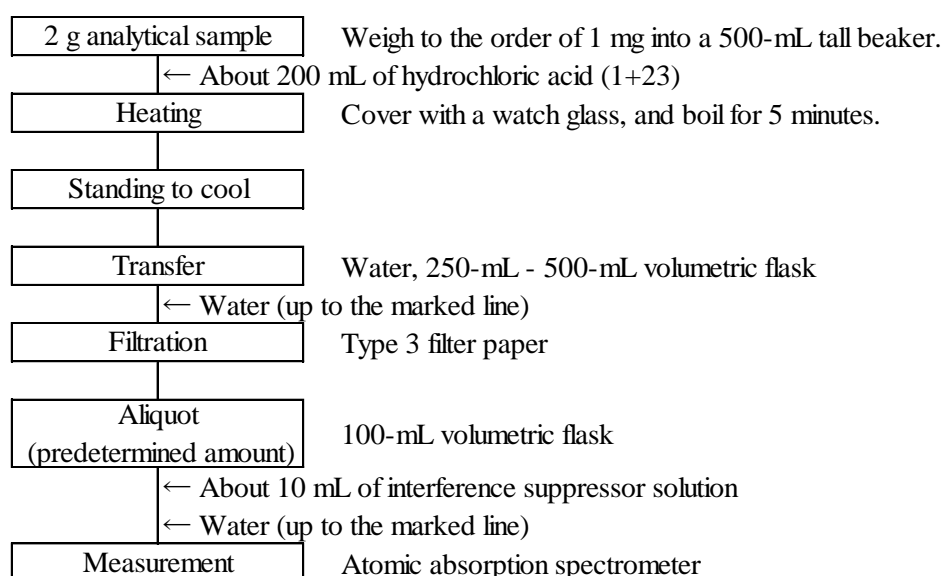 2 g analytical sample Weigh to the order of 1 mg into a 500-mL tall beaker.
← About 200 mL of hydrochloric acid (1+23)
Heating Cover with a watch glass, and boil for 5 minutes.
Standing to cool
Transfer Water, 250-mL - 500-mL volumetric flask
← Water (up to the marked line)
Filtration Type 3 filter paper
Aliquot
(predetermined amount) 100-mL volumetric flask
← About 10 mL of interference suppressor solution
← Water (up to the marked line)
Measurement Atomic absorption spectrometer